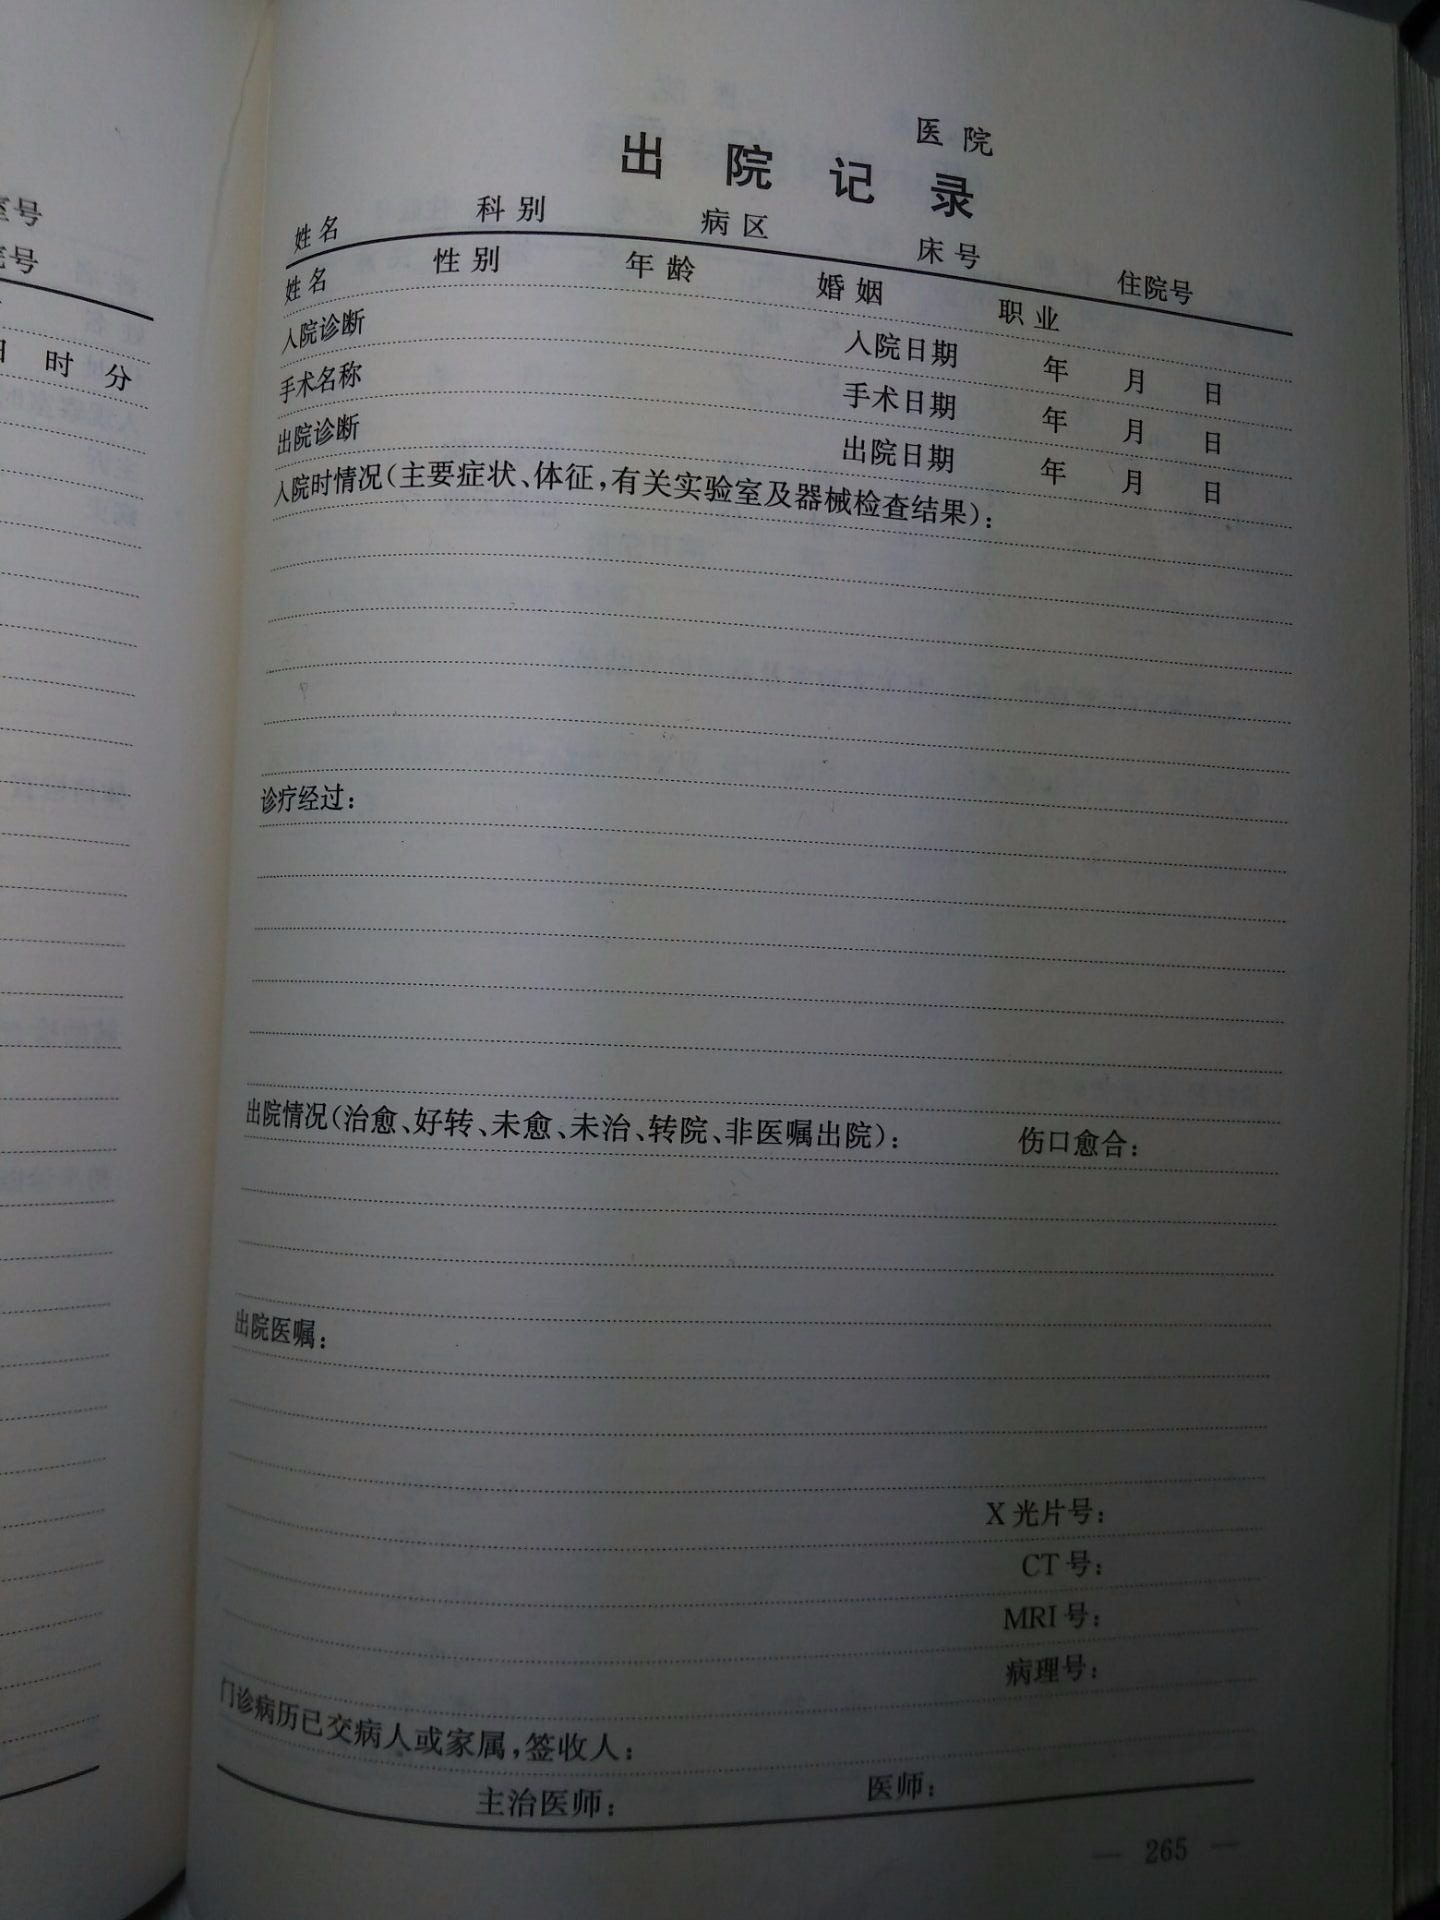 室号
院号
日 时 分
医院
出院记录
姓名 科别 病区 床号 住院号
姓名 性别 年龄 婚姻 职业
入院诊断 入院日期 年 月 日
手术名称 手术日期 年 月 日
出院诊断 出院日期 年 月 日
入院时情况(主要症状、体征,有关实验室及器械检查结果):
诊疗经过:
出院情况(治愈、好转、未愈、未治、转院、非医嘱出院): 伤口愈合:
出院医嘱:
X光片号:
CT号:
MRI号:
病理号:
门诊病历已交病人或家属,签收人:
主治医师: 医师:
— 265 —